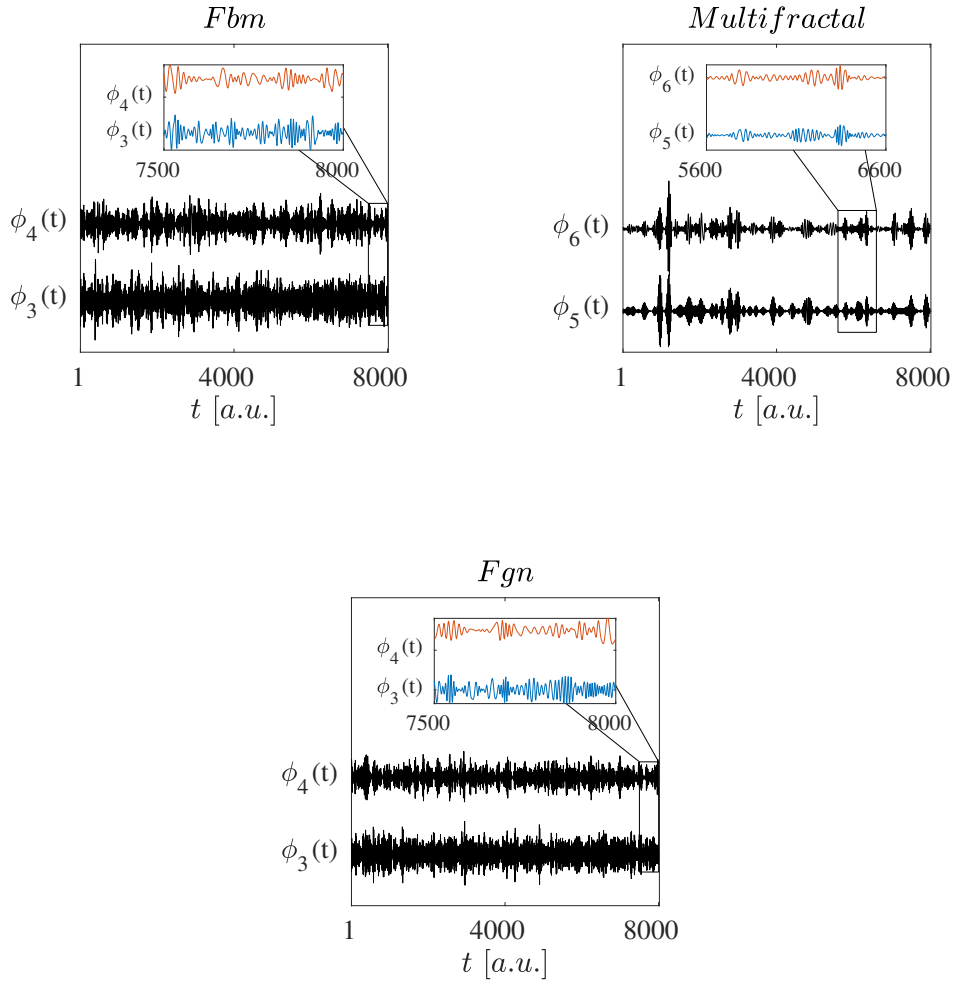 Fbm
ϕ4(t)
ϕ3(t)
7500 8000
ϕ4(t)
ϕ3(t)
1 4000 8000
t [a.u.]
Multifractal
ϕ6(t)
ϕ5(t)
5600 6600
ϕ6(t)
ϕ5(t)
1 4000 8000
t [a.u.]
Fgn
ϕ4(t)
ϕ3(t)
7500 8000
ϕ4(t)
ϕ3(t)
1 4000 8000
t [a.u.]